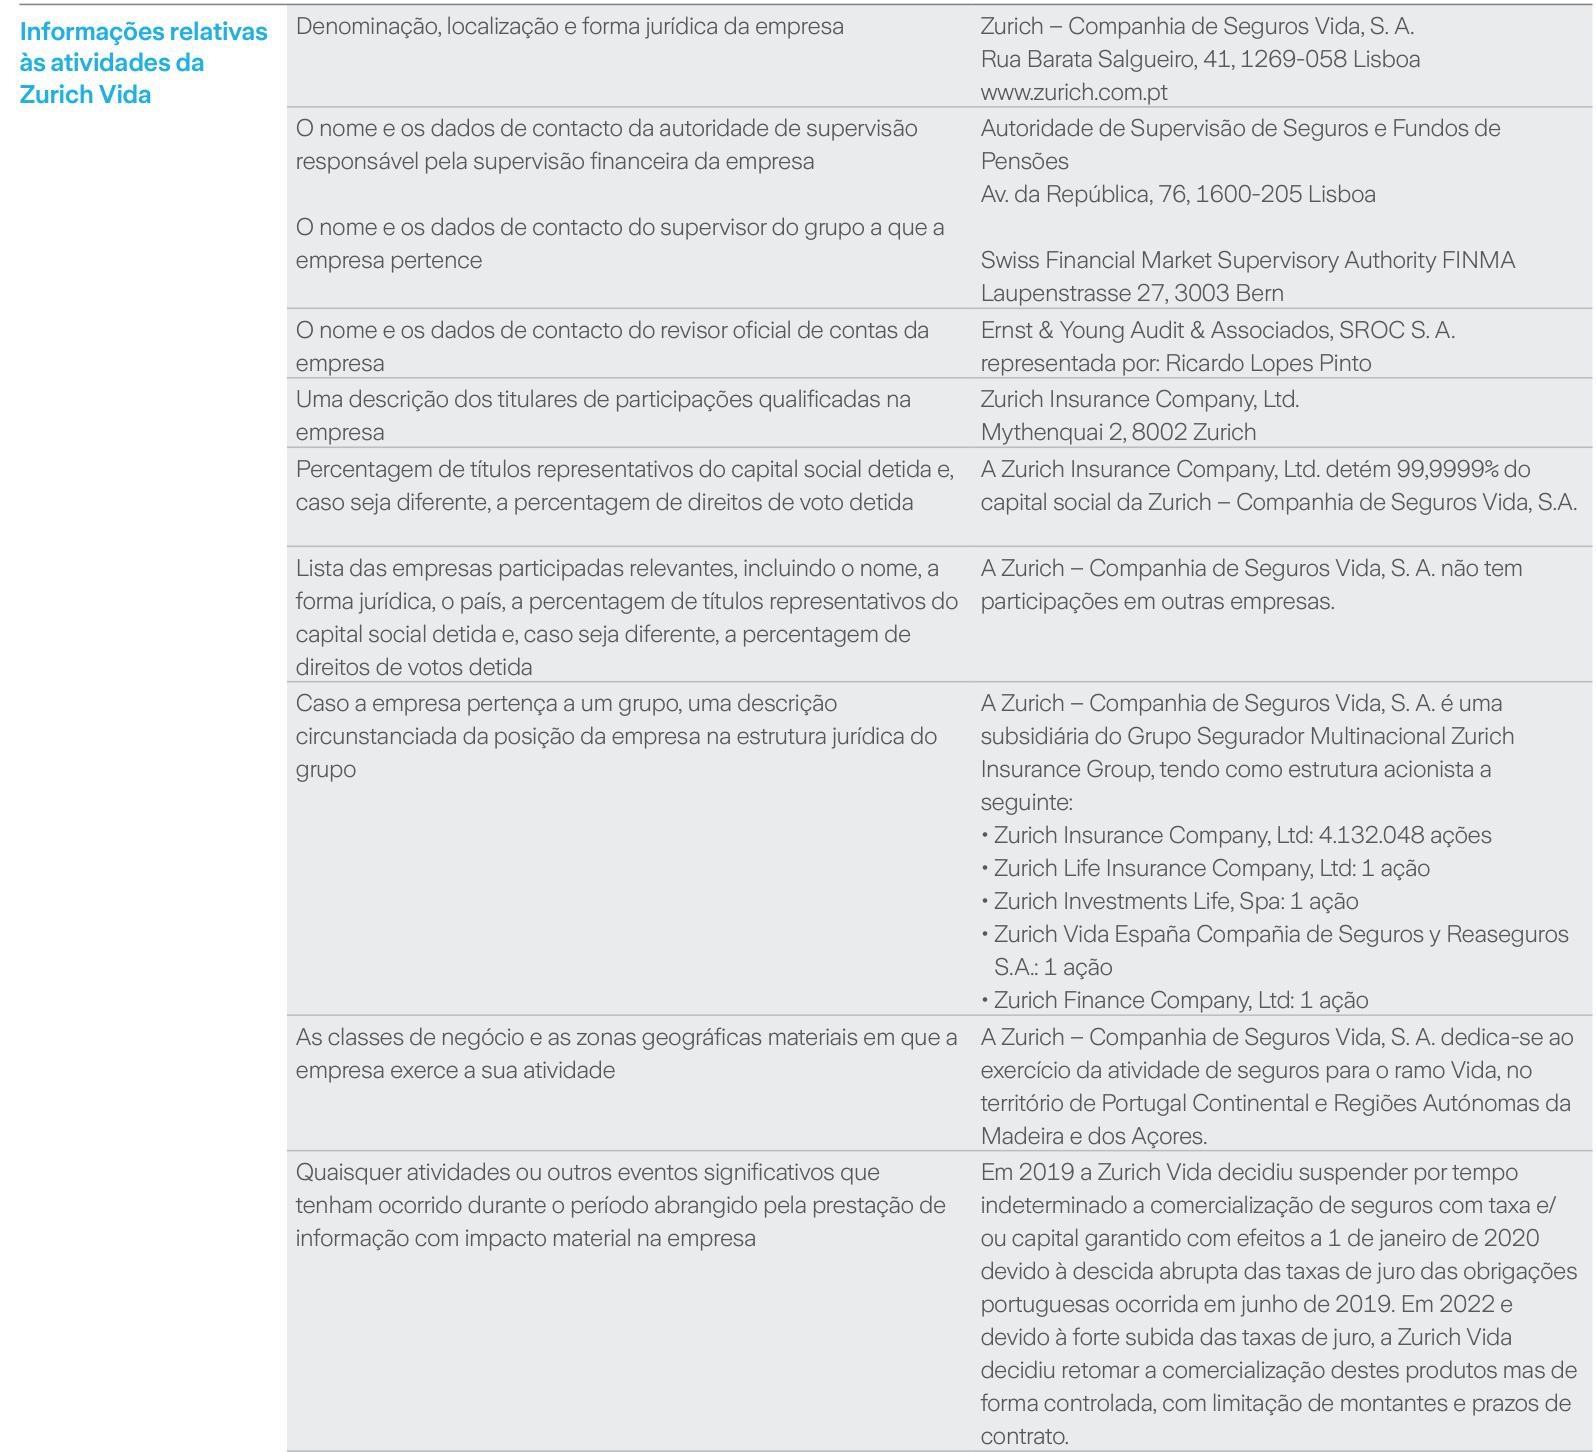 Informações relativas
às atividades da
Zurich Vida
Denominação, localização e forma jurídica da empresa
Zurich – Companhia de Seguros Vida, S. A.
Rua Barata Salgueiro, 41, 1269-058 Lisboa
www.zurich.com.pt
O nome e os dados de contacto da autoridade de supervisão
responsável pela supervisão financeira da empresa
Autoridade de Supervisão de Seguros e Fundos de
Pensões
Av. da República, 76, 1600-205 Lisboa
O nome e os dados de contacto do supervisor do grupo a que a
empresa pertence
Swiss Financial Market Supervisory Authority FINMA
Laupenstrasse 27, 3003 Bern
O nome e os dados de contacto do revisor oficial de contas da
empresa
Ernst & Young Audit & Associados, SROC S. A.
representada por: Ricardo Lopes Pinto
Uma descrição dos titulares de participações qualificadas na
empresa
Zurich Insurance Company, Ltd.
Mythenquai 2, 8002 Zurich
Percentagem de títulos representativos do capital social detida e,
caso seja diferente, a percentagem de direitos de voto detida
A Zurich Insurance Company, Ltd. detém 99,9999% do
capital social da Zurich – Companhia de Seguros Vida, S.A.
Lista das empresas participadas relevantes, incluindo o nome, a
forma jurídica, o país, a percentagem de títulos representativos do
capital social detida e, caso seja diferente, a percentagem de
direitos de votos detida
A Zurich – Companhia de Seguros Vida, S. A. não tem
participações em outras empresas.
Caso a empresa pertença a um grupo, uma descrição
circunstanciada da posição da empresa na estrutura jurídica do
grupo
A Zurich – Companhia de Seguros Vida, S. A. é uma
subsidiária do Grupo Segurador Multinacional Zurich
Insurance Group, tendo como estrutura acionista a
seguinte:
• Zurich Insurance Company, Ltd: 4.132.048 ações
• Zurich Life Insurance Company, Ltd: 1 ação
• Zurich Investments Life, Spa: 1 ação
• Zurich Vida España Compañia de Seguros y Reaseguros
S.A.: 1 ação
• Zurich Finance Company, Ltd: 1 ação
As classes de negócio e as zonas geográficas materiais em que a
empresa exerce a sua atividade
A Zurich – Companhia de Seguros Vida, S. A. dedica-se ao
exercício da atividade de seguros para o ramo Vida, no
território de Portugal Continental e Regiões Autónomas da
Madeira e dos Açores.
Quaisquer atividades ou outros eventos significativos que
tenham ocorrido durante o período abrangido pela prestação de
informação com impacto material na empresa
Em 2019 a Zurich Vida decidiu suspender por tempo
indeterminado a comercialização de seguros com taxa e/
ou capital garantido com efeitos a 1 de janeiro de 2020
devido à descida abrupta das taxas de juro das obrigações
portuguesas ocorrida em junho de 2019. Em 2022 e
devido à forte subida das taxas de juro, a Zurich Vida
decidiu retomar a comercialização destes produtos mas de
forma controlada, com limitação de montantes e prazos de
contrato.